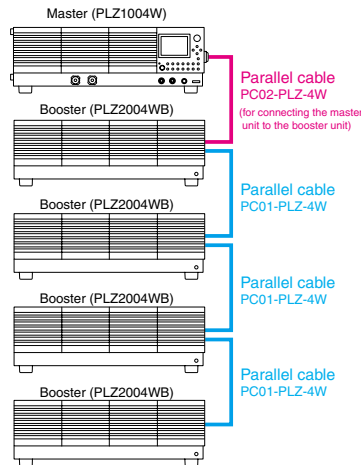 Master (PLZ1004W)
Parallel cable
PC02-PLZ-4W
(for connecting the master
unit to the booster unit)
Booster (PLZ2004WB)
Parallel cable
PC01-PLZ-4W
Booster (PLZ2004WB)
Parallel cable
PC01-PLZ-4W
Booster (PLZ2004WB)
Parallel cable
PC01-PLZ-4W
Booster (PLZ2004WB)